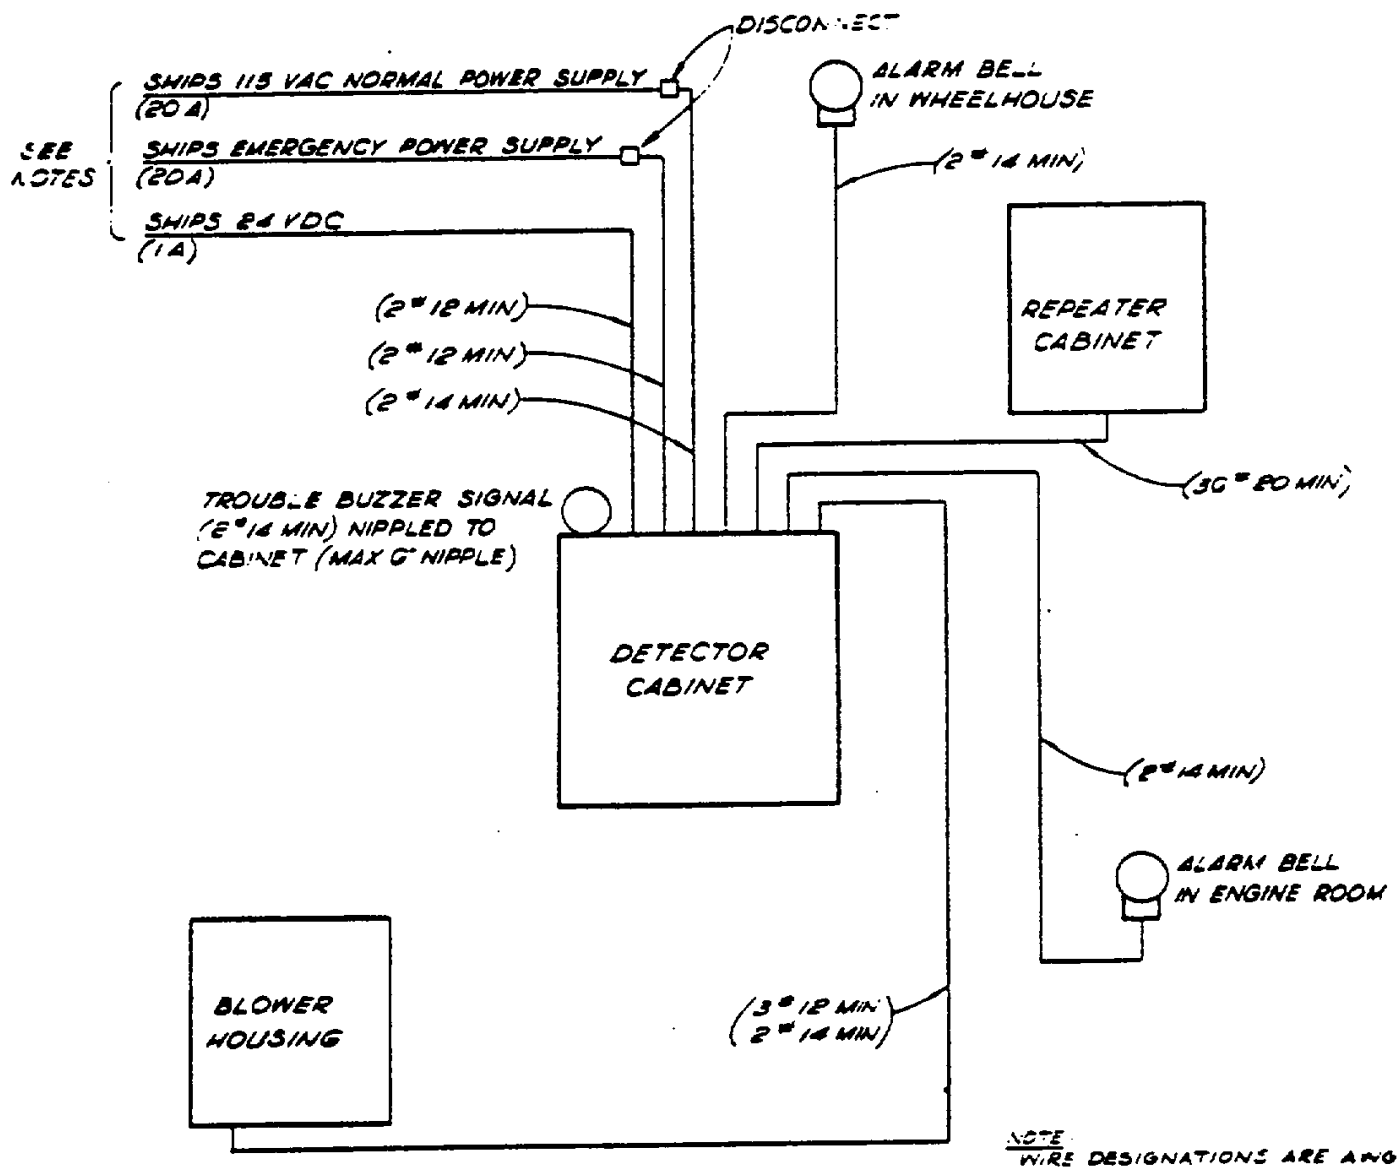 DISCONNECT
SHIPS 115 VAC NORMAL POWER SUPPLY
(20 A)
SEE
NOTES
SHIPS EMERGENCY POWER SUPPLY
(20A)
SHIPS 24 VDC
(1 A)
ALARM BELL
IN WHEELHOUSE
(2 # 14 MIN)
REPEATER
CABINET
(2 # 12 MIN)
(2 # 12 MIN)
(2 # 14 MIN)
(36 # 20 MIN)
TROUBLE BUZZER SIGNAL
(2 # 14 MIN) NIPPLED TO
CABINET (MAX 6" NIPPLE)
DETECTOR
CABINET
(2 # 14 MIN)
ALARM BELL
IN ENGINE ROOM
BLOWER
HOUSING
(3 # 12 MIN
2 # 14 MIN)
NOTE
WIRE DESIGNATIONS ARE AWG